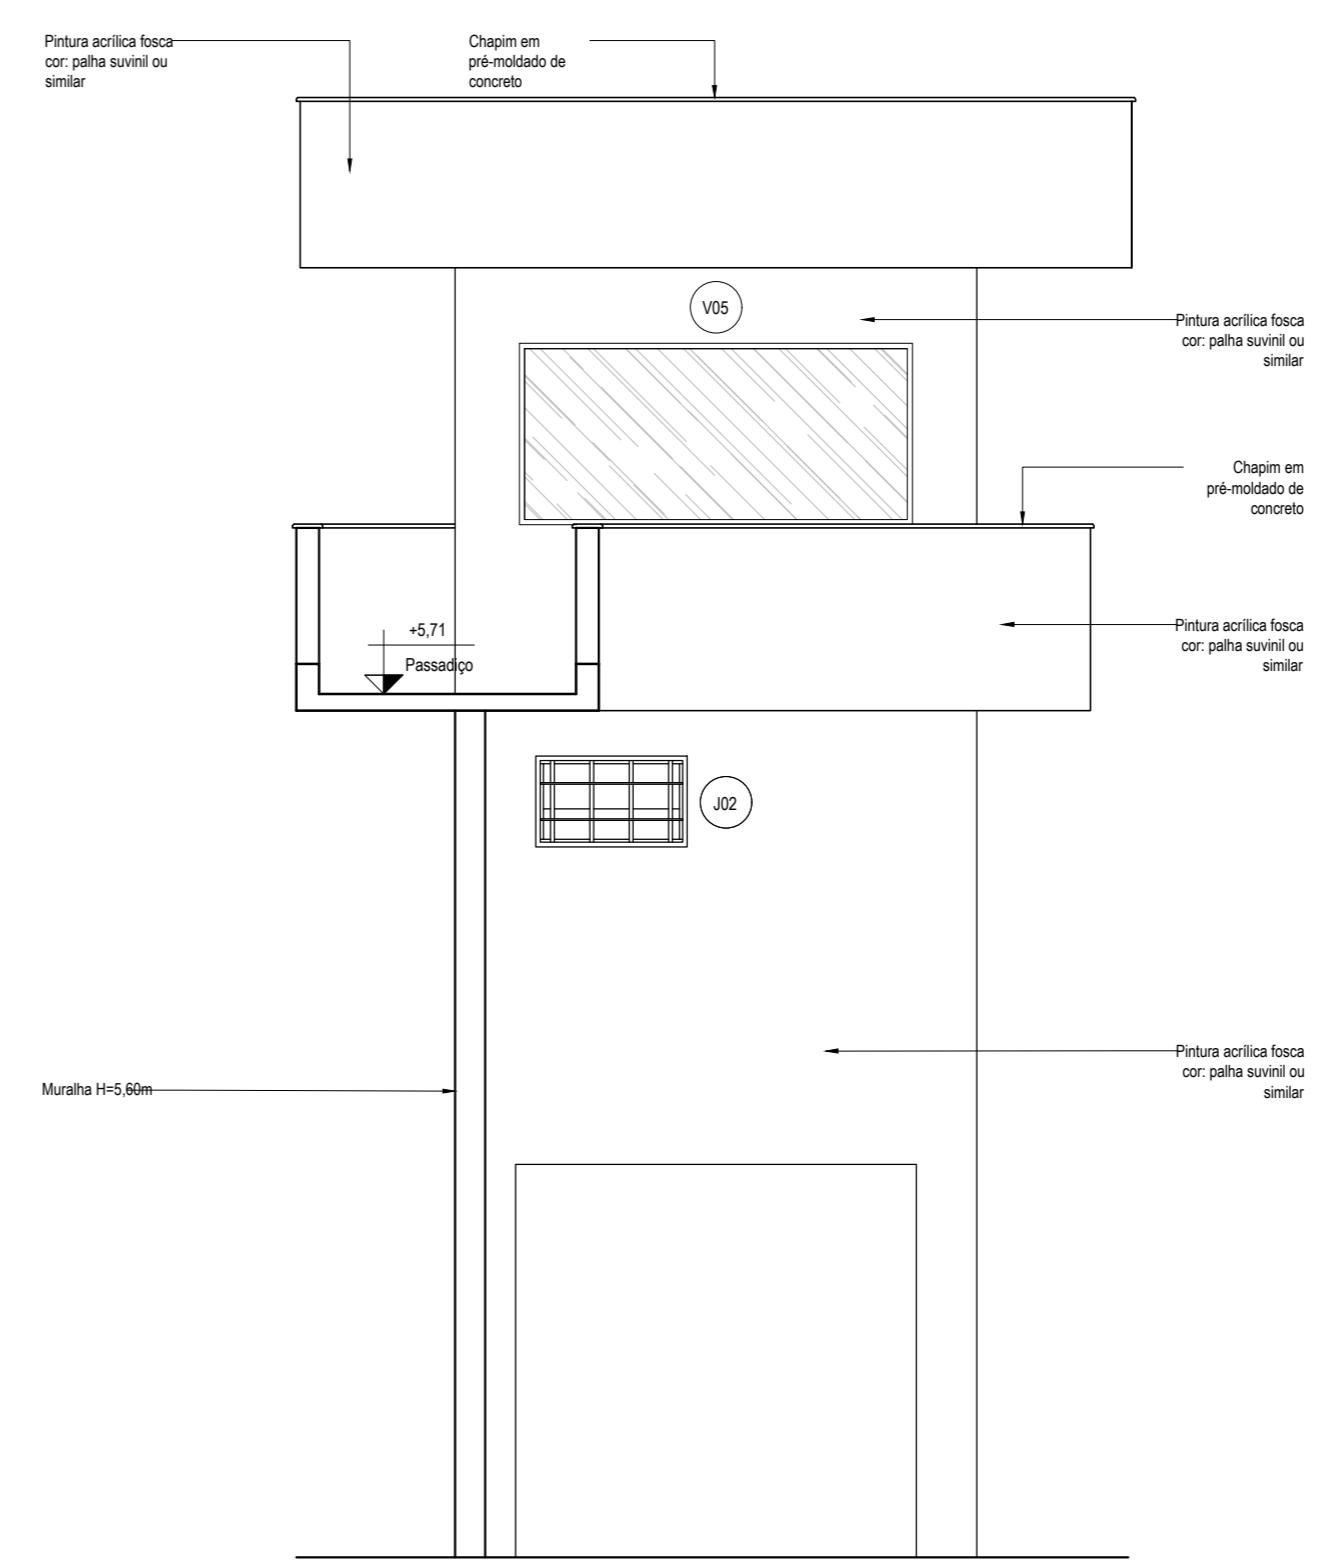 Pintura acrílica fosca
cor: palha suvinil ou
similar
Chapim em
pré-moldado de
concreto
V05
Pintura acrílica fosca
cor: palha suvinil ou
similar
Chapim em
pré-moldado de
concreto
+5,71
Passadiço
Pintura acrílica fosca
cor: palha suvinil ou
similar
J02
Pintura acrílica fosca
cor: palha suvinil ou
similar
Muralha H=5,60m